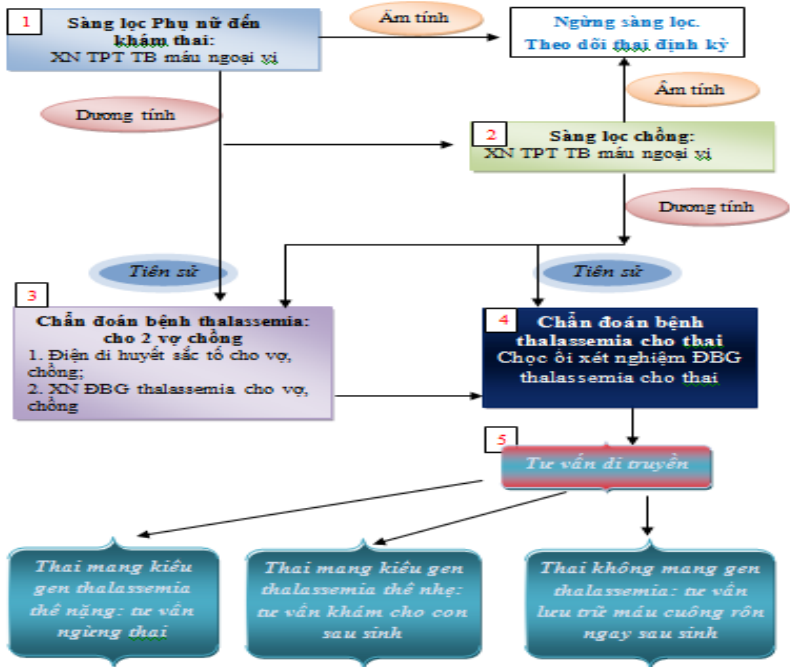 1
Sàng lọc Phụ nữ đến
khám thai:
XN TPT TB máu ngoại vị
Âm tính
Ngừng sàng lọc.
Theo dõi thai định kỳ
Dương tính
Âm tính
2
Sàng lọc chồng:
XN TPT TB máu ngoại vị
Dương tính
Tiền sử
Tiền sử
3
Chẩn đoán bệnh thalassemia:
cho 2 vợ chồng
1. Điện di huyết sắc tố cho vợ,
chồng;
2. XN ĐBG thalassemia cho vợ,
chồng
4
Chẩn đoán bệnh
thalassemia cho thai
Chọc ối xét nghiệm ĐBG
thalassemia cho thai
5
Tư vấn di truyền
Thai mang kiểu
gen thalassemia
thể nặng: tư vấn
ngừng thai
Thai mang kiểu gen
thalassemia thể nhẹ:
tư vấn khám cho con
sau sinh
Thai không mang gen
thalassemia: tư vấn
lưu trữ máu cuống rốn
ngay sau sinh